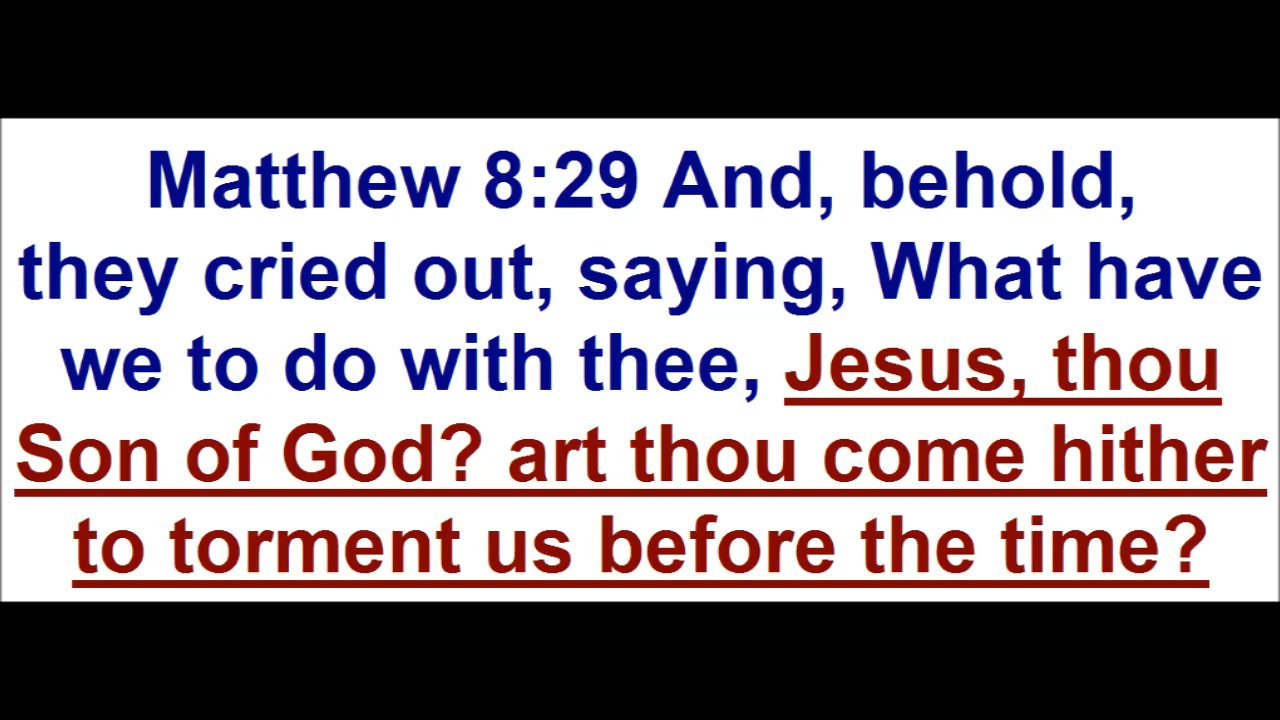 Matthew 8:29 And, behold,
they cried out, saying, What have
we to do with thee, Jesus, thou
Son of God? art thou come hither
to torment us before the time?